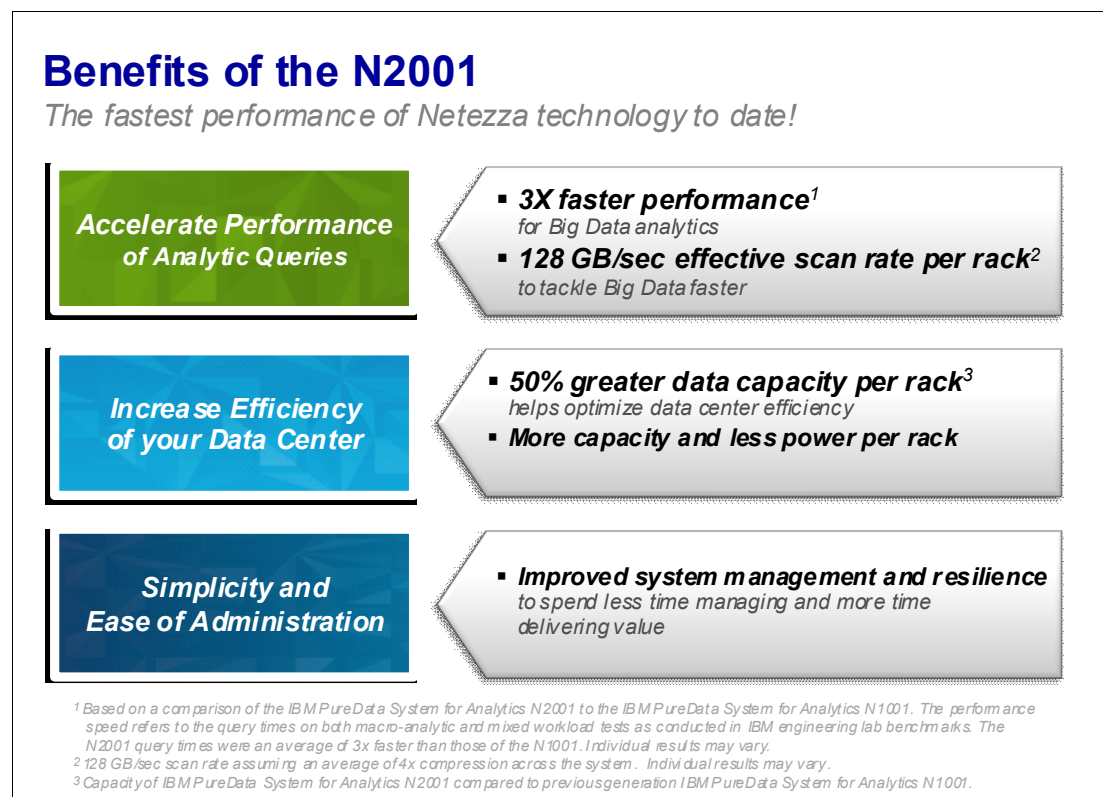 Benefits of the N2001
The fastest performance of Netezza technology to date!
Accelerate Performance
of Analytic Queries
▪ 3X faster performance1
for Big Data analytics
▪ 128 GB/sec effective scan rate per rack2
to tackle Big Data faster
Increase Efficiency
of your Data Center
▪ 50% greater data capacity per rack3
helps optimize data center efficiency
▪ More capacity and less power per rack
Simplicity and
Ease of Administration
▪ Improved system management and resilience
to spend less time managing and more time
delivering value
1 Based on a comparison of the IBM PureData System for Analytics N2001 to the IBM PureData System for Analytics N1001. The performance
speed refers to the query times on both macro-analytic and mixed workload tests as conducted in IBM engineering lab benchmarks. The
N2001 query times were an average of 3x faster than those of the N1001. Individual results may vary.
2 128 GB/sec scan rate assuming an average of 4x compression across the system. Individual results may vary.
3 Capacity of IBM PureData System for Analytics N2001 compared to previous generation IBM PureData System for Analytics N1001.